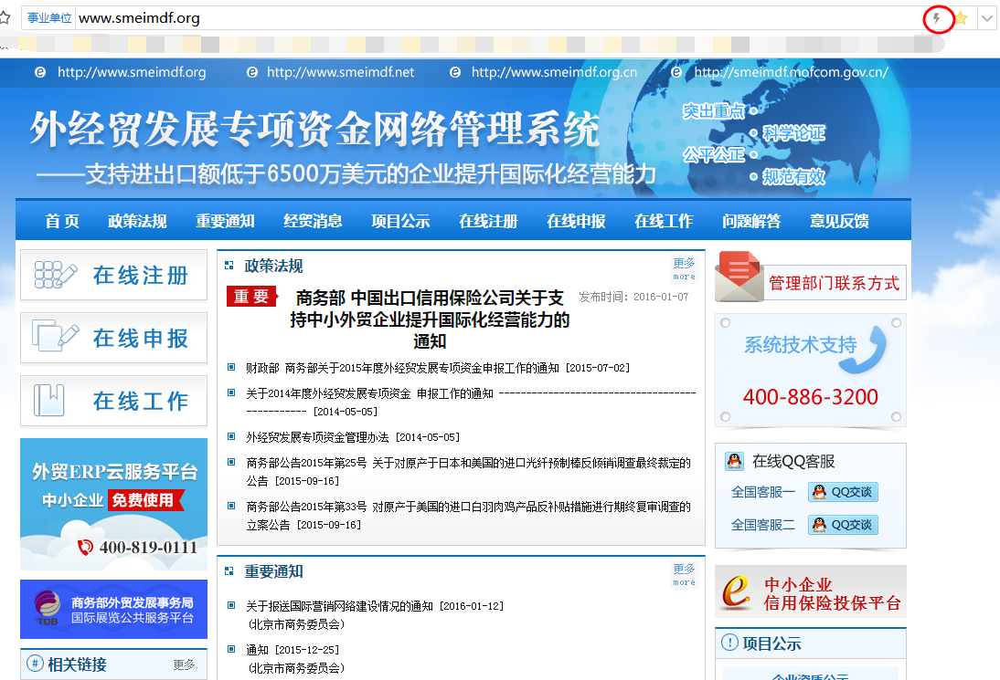 事业单位 www.smeimdf.org
http://www.smeimdf.org http://www.smeimdf.net http://www.smeimdf.org.cn http://smeimdf.mofcom.gov.cn/
外经贸发展专项资金网络管理系统
——支持进出口额低于6500万美元的企业提升国际化经营能力
突出重点
科学论证
公平公正
规范有效
首 页 政策法规 重要通知 经贸消息 项目公示 在线注册 在线申报 在线工作 问题解答 意见反馈
在线注册
在线申报
在线工作
外贸ERP云服务平台
中小企业 免费使用
400-819-0111
商务部外贸发展事务局
国际展览公共服务平台
TDB
# 相关链接 更多.
政策法规 更多
more
重 要 商务部 中国出口信用保险公司关于支 发布时间：2016-01-07
持中小外贸企业提升国际化经营能力的
通知
财政部 商务部关于2015年度外经贸发展专项资金申报工作的通知 [2015-07-02]
关于2014年度外经贸发展专项资金 申报工作的通知 ------------------------------------
----------- [2014-05-05]
外经贸发展专项资金管理办法 [2014-05-05]
商务部公告2015年第25号 关于对原产于日本和美国的进口光纤预制棒反倾销调查最终裁定的
公告 [2015-09-16]
商务部公告2015年第33号 对原产于美国的进口白羽肉鸡产品反补贴措施进行期终复审调查的
立案公告 [2015-09-16]
重要通知 更多
more
关于报送国际营销网络建设情况的通知 [2016-01-12]
(北京市商务委员会)
通知 [2015-12-25]
(北京市商务委员会)
管理部门联系方式
系统技术支持
400-886-3200
在线QQ客服
全国客服一 QQ交谈
全国客服二 QQ交谈
中小企业
信用保险投保平台
项目公示
企业资质公示